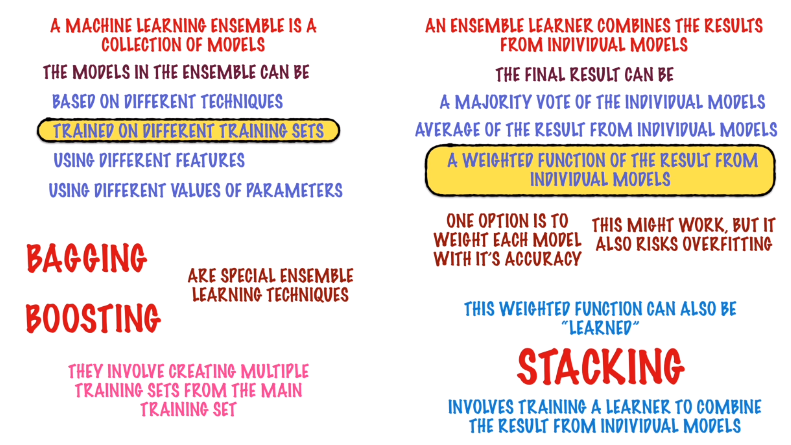 A MACHINE LEARNING ENSEMBLE IS A
COLLECTION OF MODELS
THE MODELS IN THE ENSEMBLE CAN BE
BASED ON DIFFERENT TECHNIQUES
TRAINED ON DIFFERENT TRAINING SETS
USING DIFFERENT FEATURES
USING DIFFERENT VALUES OF PARAMETERS
BAGGING
BOOSTING
ARE SPECIAL ENSEMBLE
LEARNING TECHNIQUES
THEY INVOLVE CREATING MULTIPLE
TRAINING SETS FROM THE MAIN
TRAINING SET
AN ENSEMBLE LEARNER COMBINES THE RESULTS
FROM INDIVIDUAL MODELS
THE FINAL RESULT CAN BE
A MAJORITY VOTE OF THE INDIVIDUAL MODELS
AVERAGE OF THE RESULT FROM INDIVIDUAL MODELS
A WEIGHTED FUNCTION OF THE RESULT FROM
INDIVIDUAL MODELS
ONE OPTION IS TO
WEIGHT EACH MODEL
WITH IT'S ACCURACY
THIS MIGHT WORK, BUT IT
ALSO RISKS OVERFITTING
THIS WEIGHTED FUNCTION CAN ALSO BE
"LEARNED"
STACKING
INVOLVES TRAINING A LEARNER TO COMBINE
THE RESULT FROM INDIVIDUAL MODELS